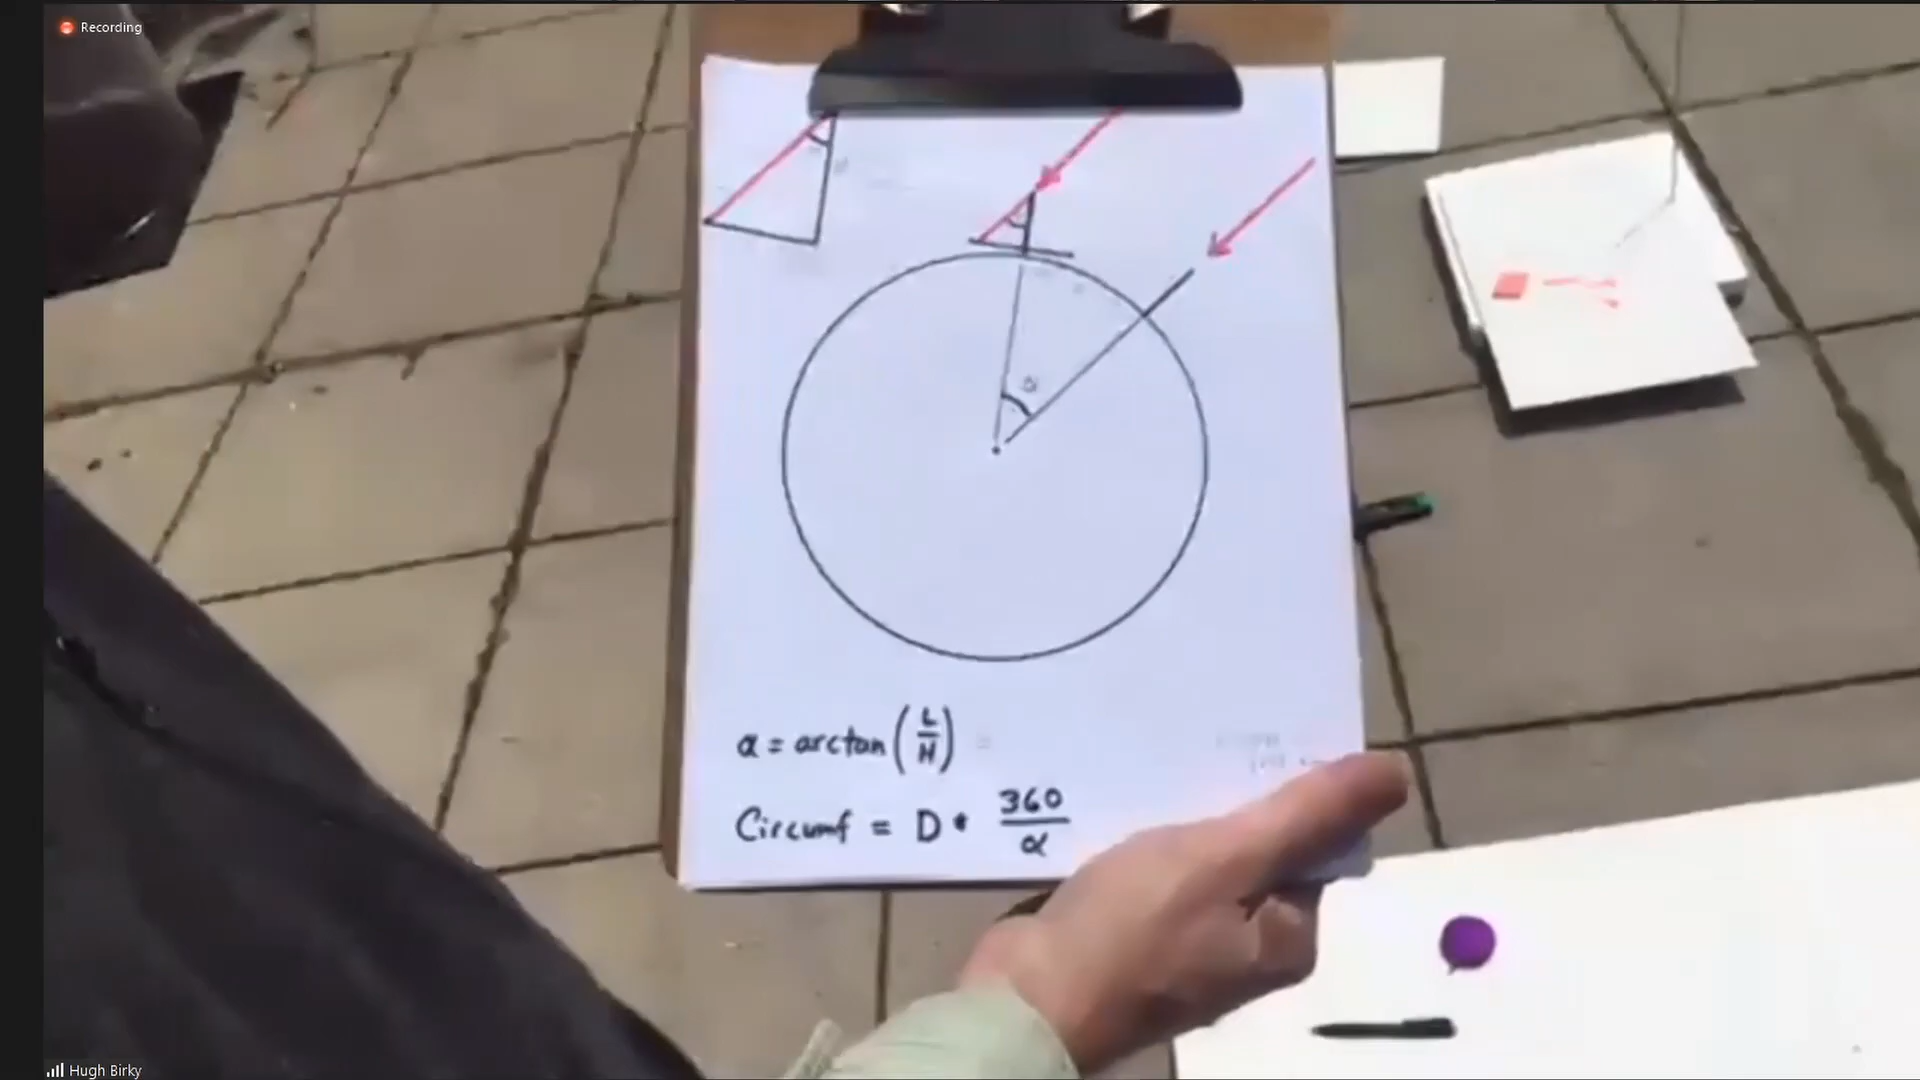 Recording
α = arctan (L/H) =
Circumf = D • 360/α
Hugh Birky